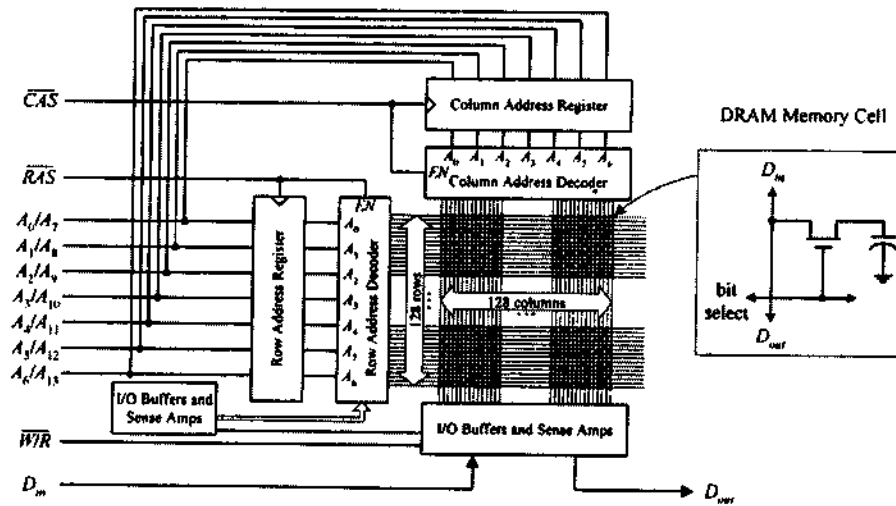 CAS
Column Address Register
DRAM Memory Cell
A₀ A₁ A₂ A₃ A₄ A₅ A₆
EN
Column Address Decoder
RAS
EN
D_in
A₀/A₇
A₁/A₈
A₂/A₉
A₃/A₁₀
A₄/A₁₁
A₅/A₁₂
A₆/A₁₃
Row Address Register
A₀
A₁
A₂
A₃
A₄
A₅
A₆
Row Address Decoder
128 rows
...
128 columns
...
bit
select
D_out
I/O Buffers and
Sense Amps
I/O Buffers and Sense Amps
W/R
D_in
D_out